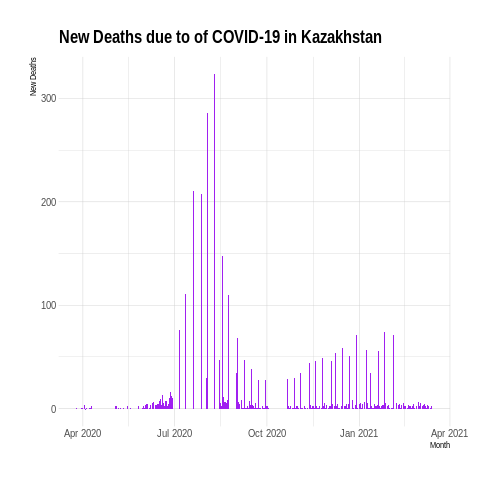 New Deaths due to of COVID-19 in Kazakhstan
New Deaths
300
200
100
0
Apr 2020 Jul 2020 Oct 2020 Jan 2021 Apr 2021
Month